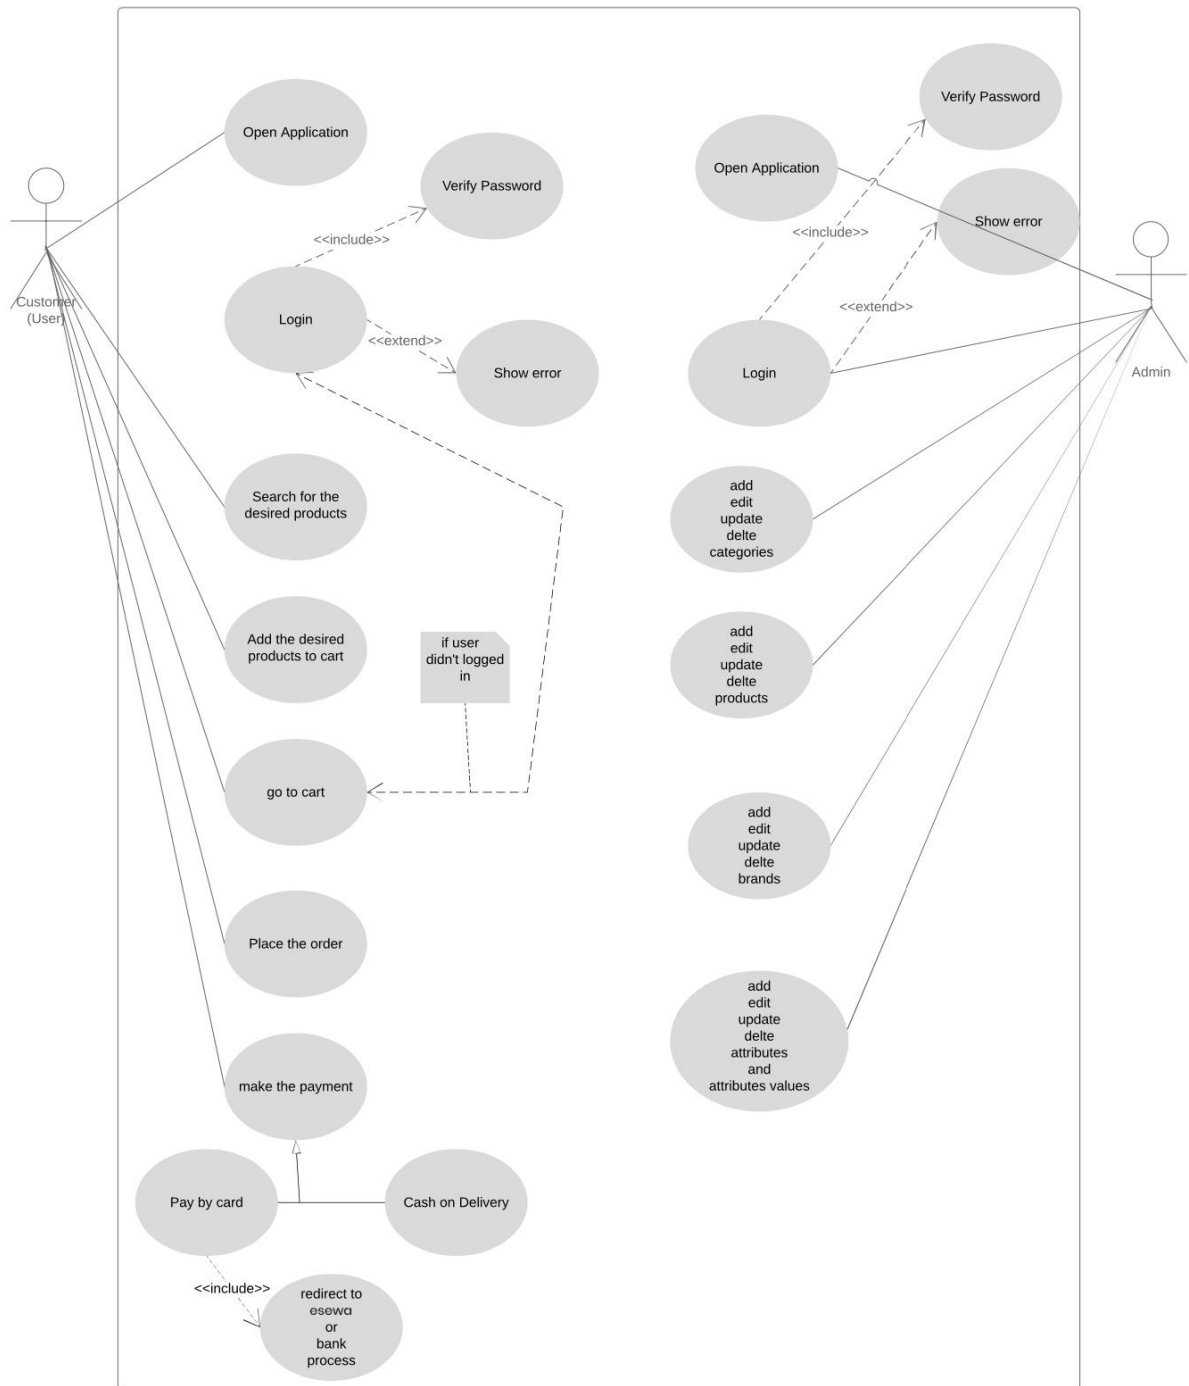 Open Application
Verify Password
<<include>>
Customer
(User)
Login
<<extend>>
Show error
Search for the
desired products
Add the desired
products to cart
if user
didn't logged
in
go to cart
Place the order
make the payment
Pay by card
Cash on Delivery
<<include>>
redirect to
esewa
or
bank
process
Verify Password
Open Application
Show error
<<include>>
<<extend>>
Login
Admin
add
edit
update
delte
categories
add
edit
update
delte
products
add
edit
update
delte
brands
add
edit
update
delte
attributes
and
attributes values